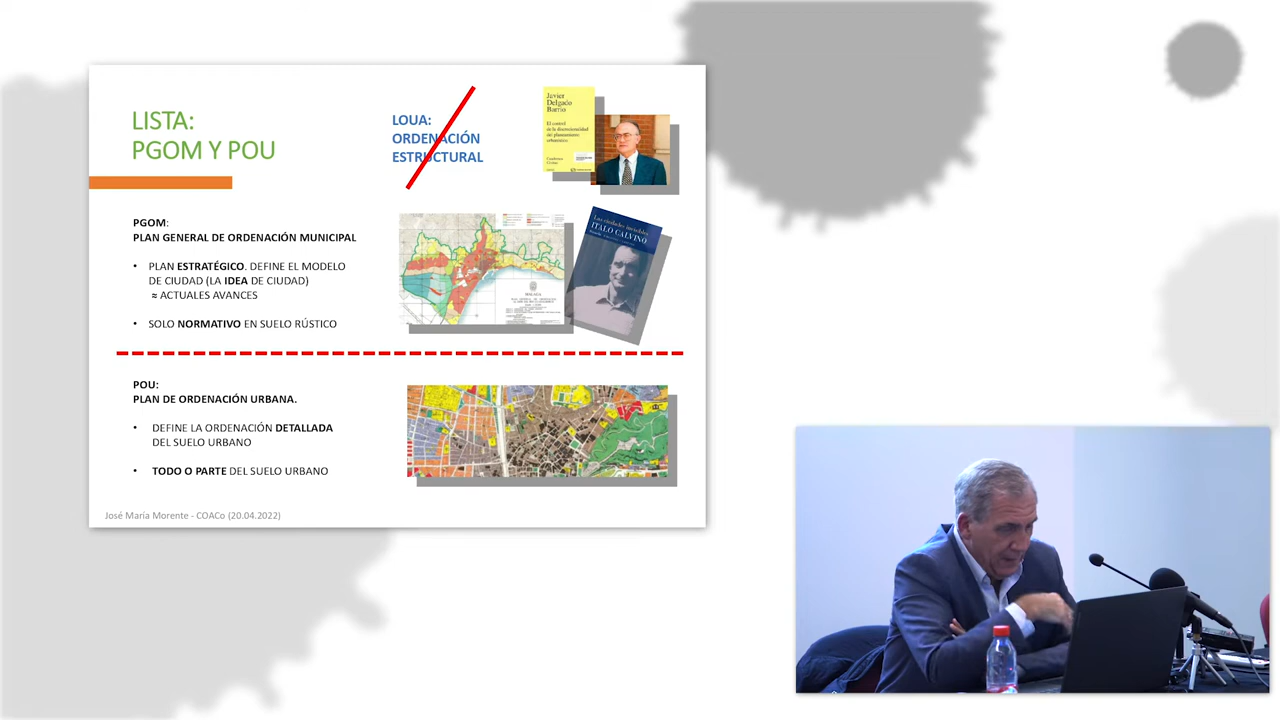 LISTA:
PGOM Y POU
LOUA:
ORDENACIÓN
ESTRUCTURAL
Javier
Delgado
Barrio
El control
de la discrecionalidad
del planeamiento
urbanístico
PGOM:
PLAN GENERAL DE ORDENACIÓN MUNICIPAL
• PLAN ESTRATÉGICO. DEFINE EL MODELO
DE CIUDAD (LA IDEA DE CIUDAD)
≈ ACTUALES AVANCES
• SOLO NORMATIVO EN SUELO RÚSTICO
Las ciudades invisibles
ITALO CALVINO
POU:
PLAN DE ORDENACIÓN URBANA.
• DEFINE LA ORDENACIÓN DETALLADA
DEL SUELO URBANO
• TODO O PARTE DEL SUELO URBANO
José María Morente - COACo (20.04.2022)